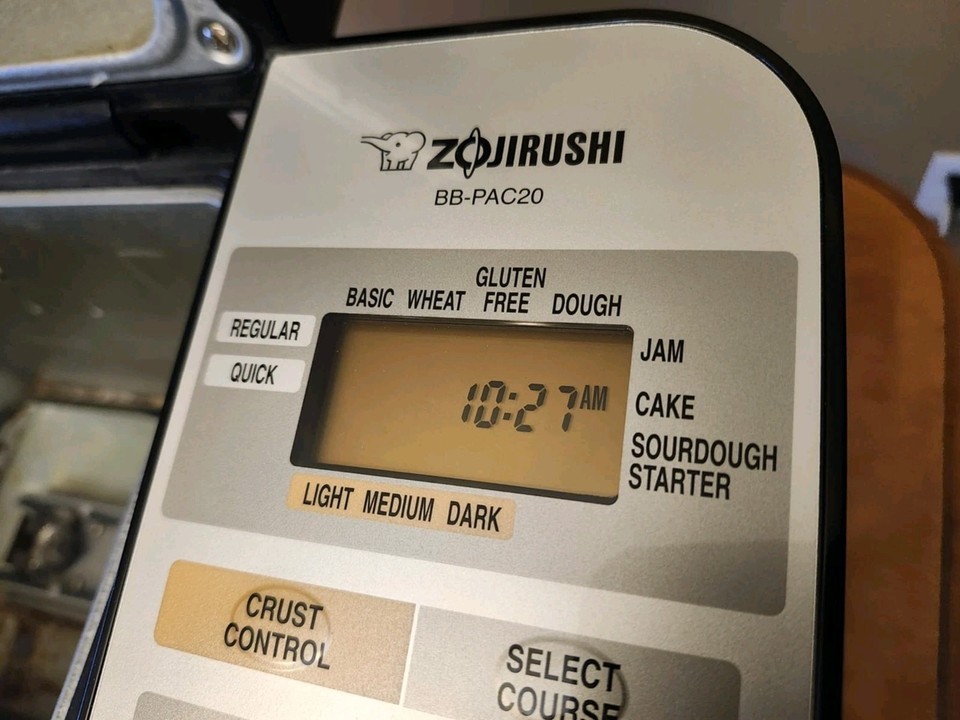 ZOJIRUSHI
BB-PAC20
GLUTEN
BASIC WHEAT FREE DOUGH
REGULAR
QUICK
JAM
10:27 AM
CAKE
SOURDOUGH
STARTER
LIGHT MEDIUM DARK
CRUST
CONTROL
SELECT
COURSE